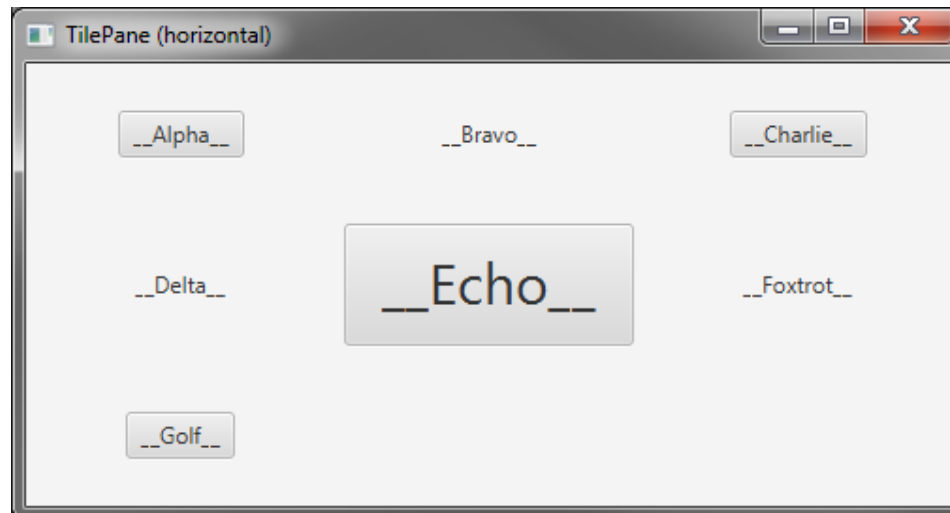 TilePane (horizontal)
__Alpha__ __Bravo__ __Charlie__
__Delta__ __Echo__ __Foxtrot__
__Golf__